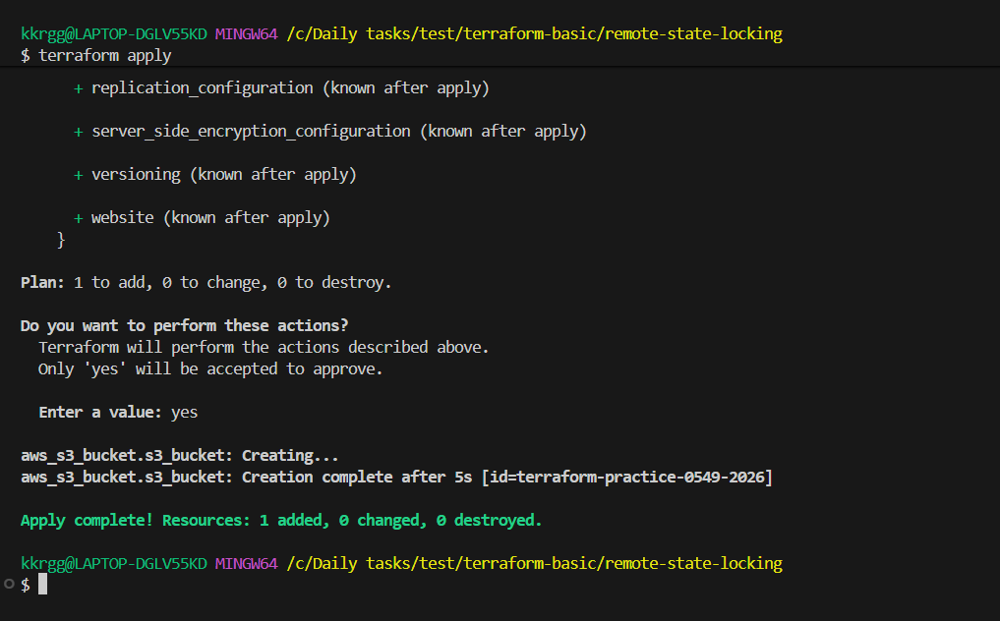 kkrgg@LAPTOP-DGLV55KD MINGW64 /c/Daily tasks/test/terraform-basic/remote-state-locking
$ terraform apply
+ replication_configuration (known after apply)
+ server_side_encryption_configuration (known after apply)
+ versioning (known after apply)
+ website (known after apply)
}
Plan: 1 to add, 0 to change, 0 to destroy.
Do you want to perform these actions?
Terraform will perform the actions described above.
Only 'yes' will be accepted to approve.
Enter a value: yes
aws_s3_bucket.s3_bucket: Creating...
aws_s3_bucket.s3_bucket: Creation complete after 5s [id=terraform-practice-0549-2026]
Apply complete! Resources: 1 added, 0 changed, 0 destroyed.
kkrgg@LAPTOP-DGLV55KD MINGW64 /c/Daily tasks/test/terraform-basic/remote-state-locking
$